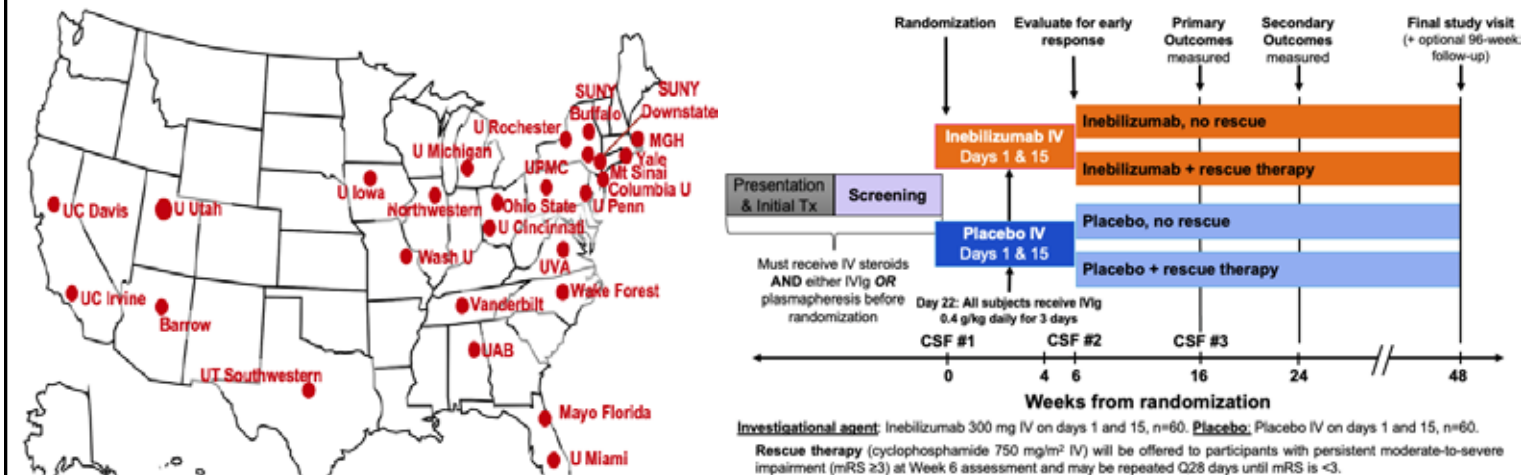 SUNY
Buffalo
SUNY
Downstate
U Rochester
MGH
U Michigan
Yale
UPMC
Mt Sinai
Columbia U
U Iowa
Northwestern
Ohio State
U Penn
UC Davis
U Utah
U Cincinnati
Wash U
UVA
UC Irvine
Barrow
Vanderbilt
Wake Forest
UAB
UT Southwestern
Mayo Florida
U Miami
Randomization
Evaluate for early
response
Primary
Outcomes
measured
Secondary
Outcomes
measured
Final study visit
(+ optional 96-week
follow-up)
Inebilizumab IV
Days 1 & 15
Inebilizumab, no rescue
Inebilizumab + rescue therapy
Presentation
& Initial Tx
Screening
Placebo IV
Days 1 & 15
Placebo, no rescue
Placebo + rescue therapy
Must receive IV steroids
AND either IVIg OR
plasmapheresis before
randomization
Day 22: All subjects receive IVIg
0.4 g/kg daily for 3 days
CSF #1
CSF #2
CSF #3
0
4
6
16
24
48
Weeks from randomization
Investigational agent: Inebilizumab 300 mg IV on days 1 and 15, n=60. Placebo: Placebo IV on days 1 and 15, n=60.
Rescue therapy (cyclophosphamide 750 mg/m² IV) will be offered to participants with persistent moderate-to-severe
impairment (mRS ≥3) at Week 6 assessment and may be repeated Q28 days until mRS is <3.